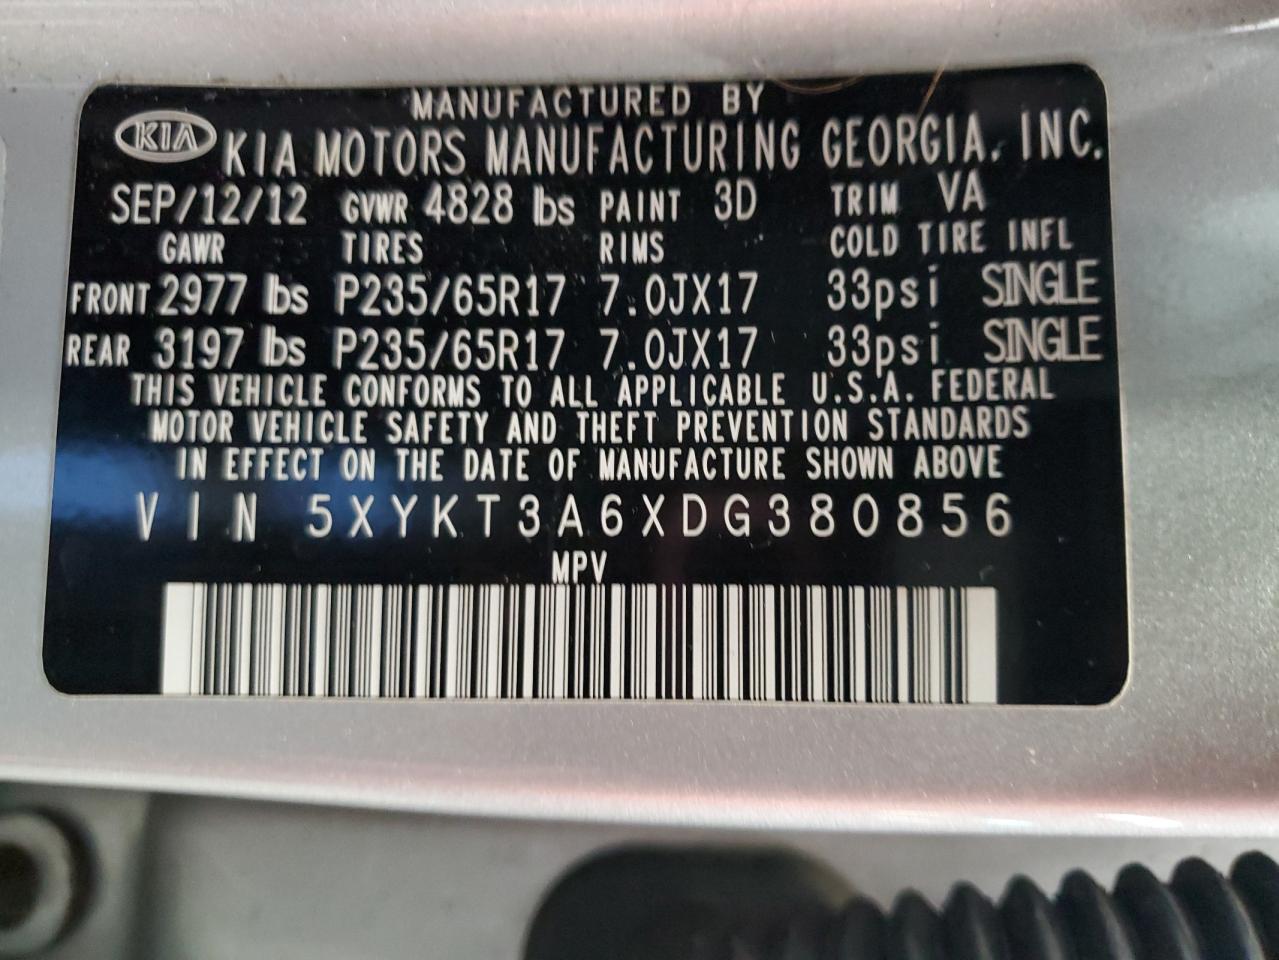 MANUFACTURED BY
KIA KIA MOTORS MANUFACTURING GEORGIA, INC.
SEP/12/12 GVWR 4828 lbs PAINT 3D TRIM VA
GAWR TIRES RIMS COLD TIRE INFL
FRONT 2977 lbs P235/65R17 7.0JX17 33psi SINGLE
REAR 3197 lbs P235/65R17 7.0JX17 33psi SINGLE
THIS VEHICLE CONFORMS TO ALL APPLICABLE U.S.A. FEDERAL
MOTOR VEHICLE SAFETY AND THEFT PREVENTION STANDARDS
IN EFFECT ON THE DATE OF MANUFACTURE SHOWN ABOVE
VIN 5XYKT3A6XDG380856
MPV